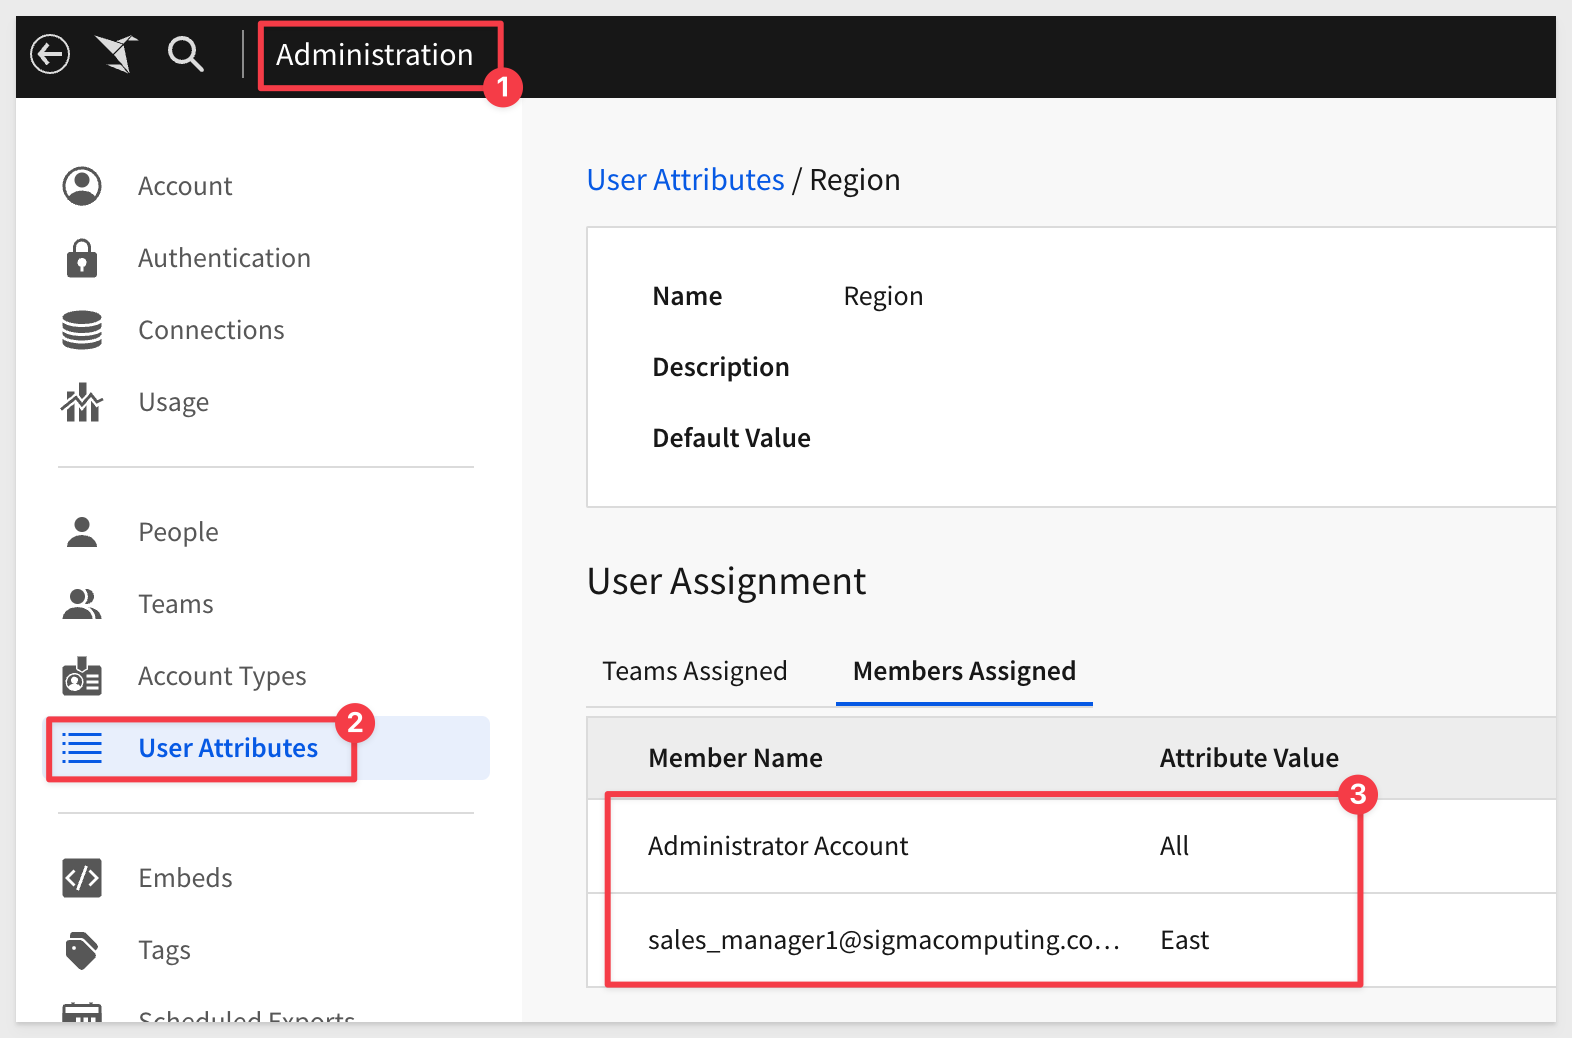 Administration
1
Account
Authentication
Connections
Usage
People
Teams
Account Types
User Attributes
2
Embeds
Tags
Scheduled Exports
User Attributes / Region
Name Region
Description
Default Value
User Assignment
Teams Assigned Members Assigned
Member Name Attribute Value
3
Administrator Account All
sales_manager1@sigmacomputing.co... East